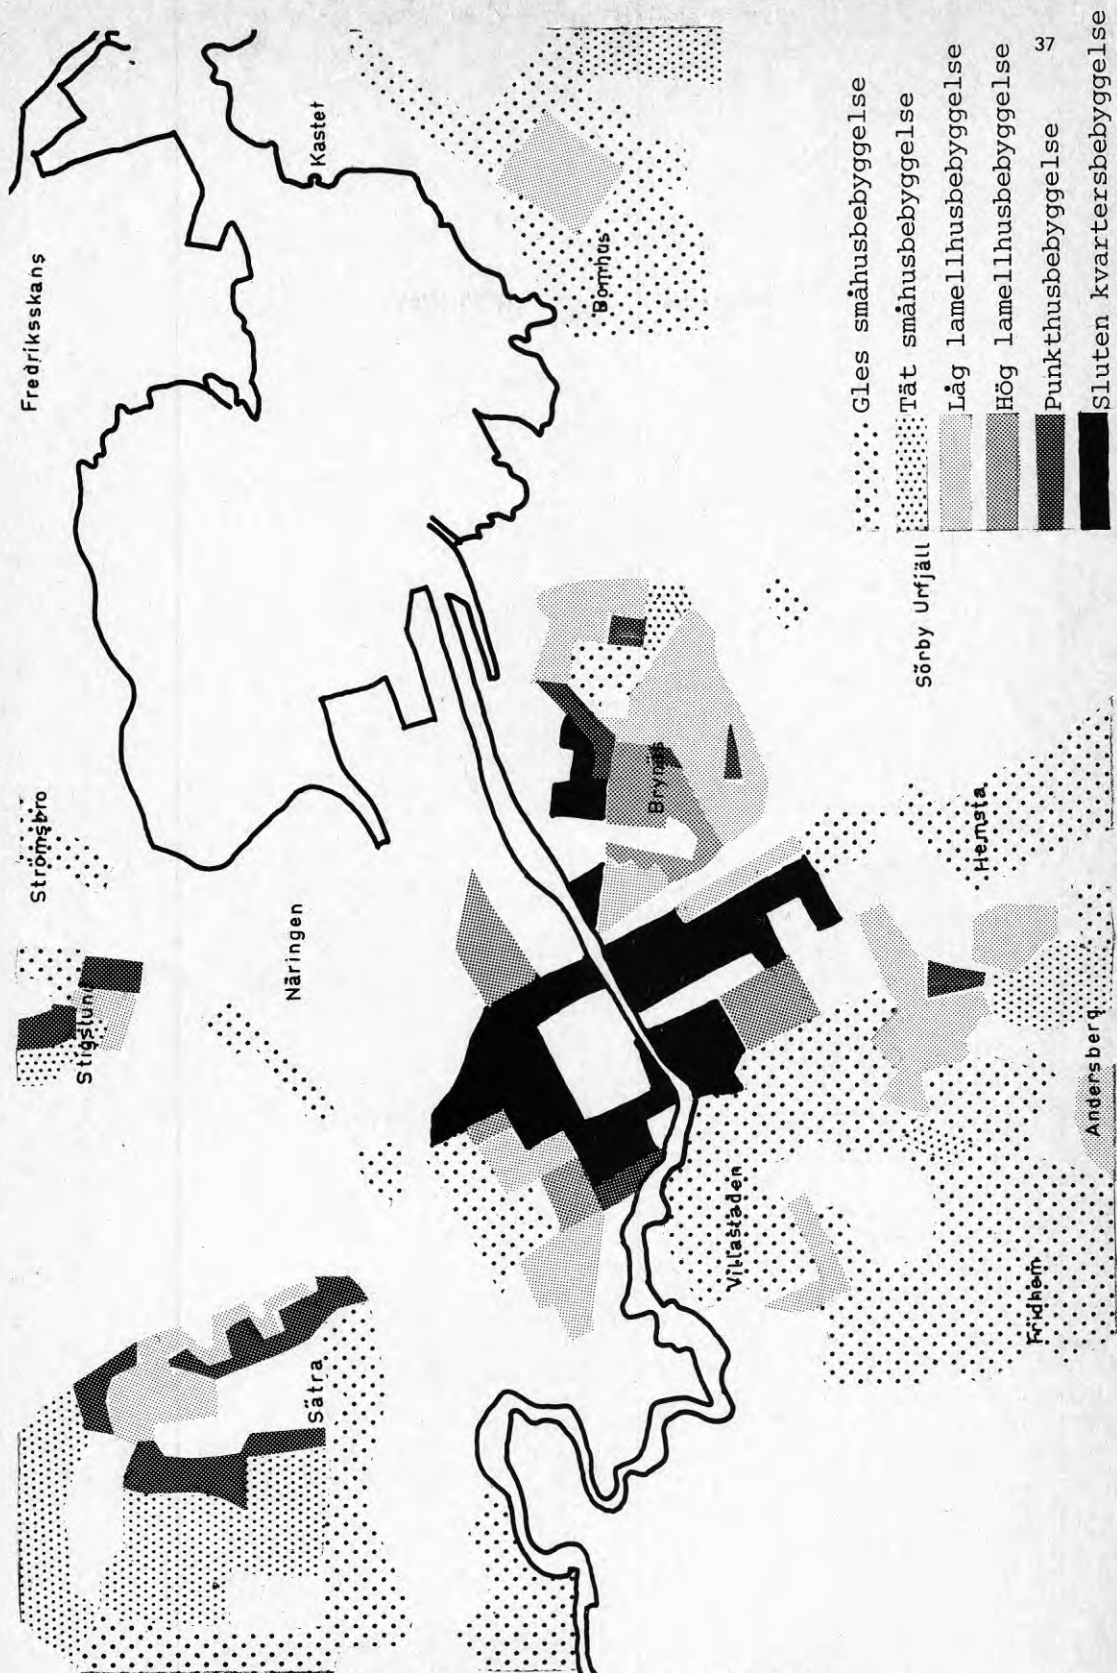 Fredriksskans
Kastet
Bomhus
Strömsbro
Stigslund
Näringen
Sätra
Brynäs
Sörby Urfjäll
Hemsta
Andersberg
Villastaden
Fridhem
Gles småhusbebyggelse
Tät småhusbebyggelse
Låg lamellhusbebyggelse
Hög lamellhusbebyggelse
Punkthusbebyggelse
Sluten kvartersbebyggelse
37